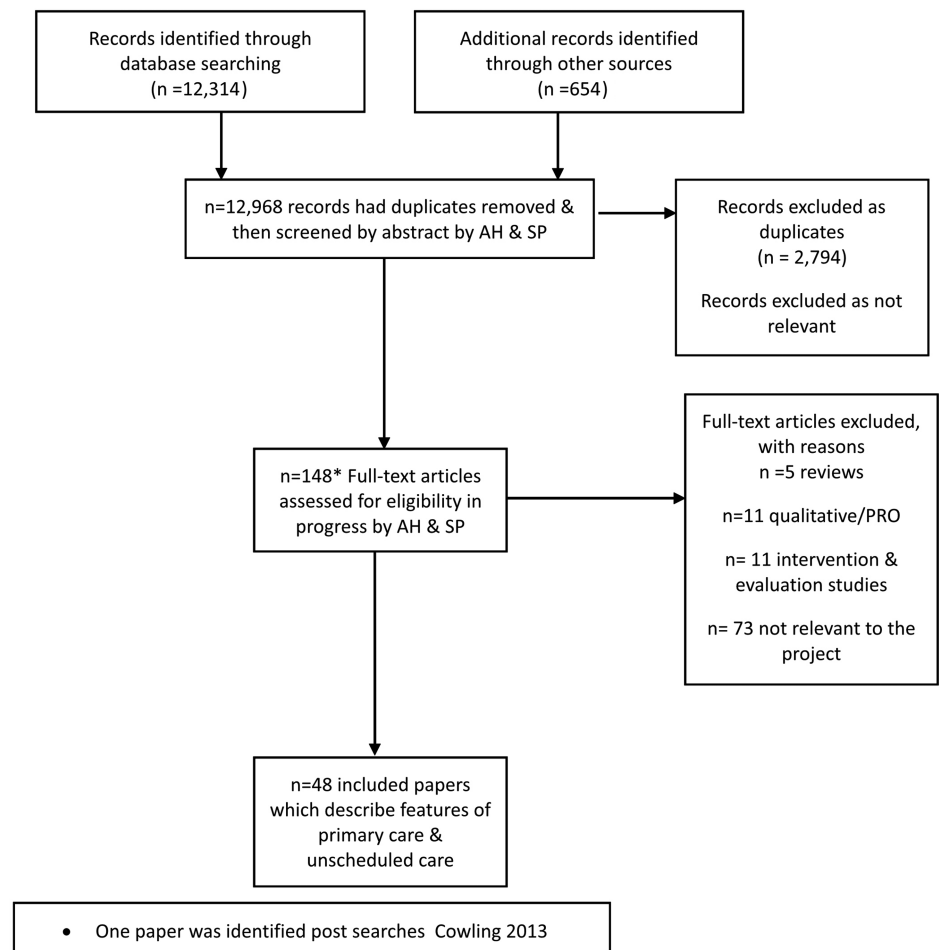 Records identified through
database searching
(n =12,314)
Additional records identified
through other sources
(n =654)
n=12,968 records had duplicates removed &
then screened by abstract by AH & SP
Records excluded as
duplicates
(n = 2,794)
Records excluded as not
relevant
n=148* Full-text articles
assessed for eligibility in
progress by AH & SP
Full-text articles excluded,
with reasons
n =5 reviews
n=11 qualitative/PRO
n= 11 intervention &
evaluation studies
n= 73 not relevant to the
project
n=48 included papers
which describe features of
primary care &
unscheduled care
• One paper was identified post searches Cowling 2013